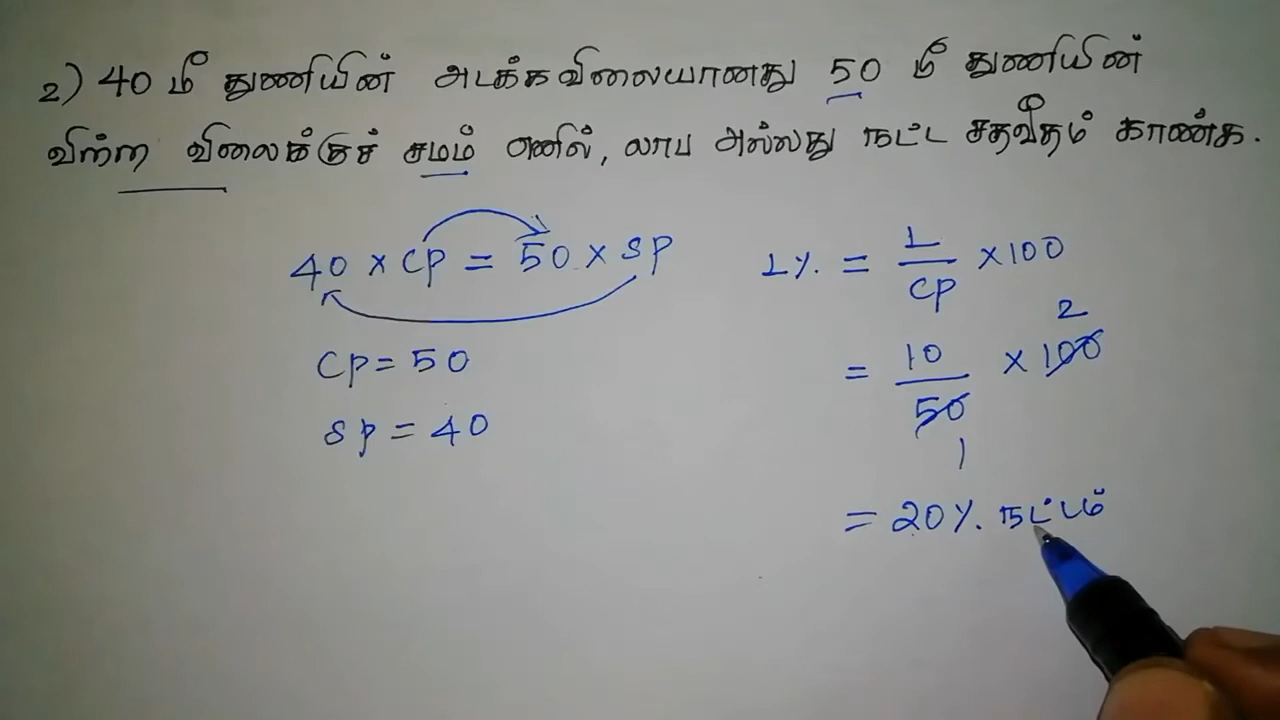 2) 40 மீ துணியின் அடக்கவிலையானது 50 மீ துணியின்
விற்ற விலைக்குச் சமம் எனில், லாப அல்லது நட்ட சதவீதம் காண்க.
40 × CP = 50 × SP
CP = 50
SP = 40
L%. = L/CP × 100
2
= 10/50 × 100
1
= 20%. நட்டம்